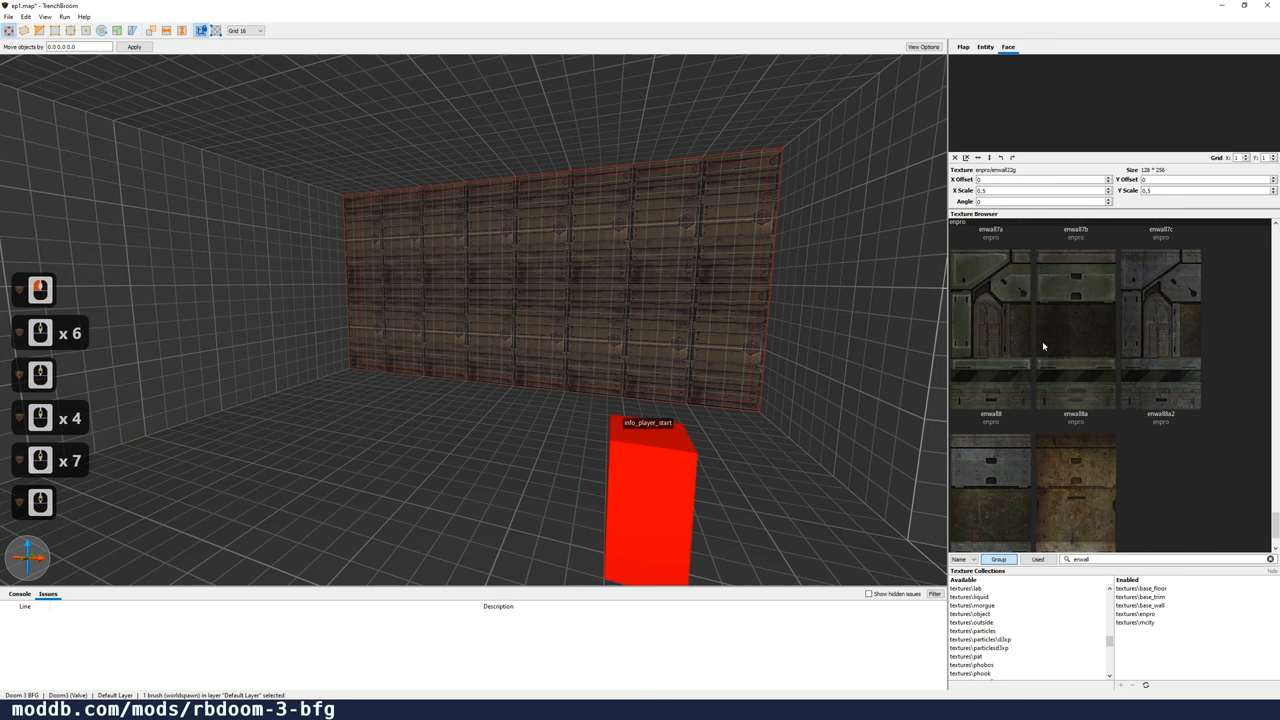 ep1.map* - TrenchBroom
File Edit View Run Help
Grid 16
Move objects by 0.0 0.0 0.0 Apply View Options
Map Entity Face
Grid X: 1 Y: 1
Texture enpro/enwall22g Size 128 * 256
X Offset 0 Y Offset 0
X Scale 0,5 Y Scale 0,5
Angle 0
Texture Browser
enpro
enwall7a enwall7b enwall7c
enpro enpro enpro
enwall8 enwall8a enwall8a2
enpro enpro enpro
info_player_start
x 6
x 4
x 7
Name Group Used enwall
Texture Collections hide
Available Enabled
textures\lab textures\base_floor
textures\liquid textures\base_trim
textures\morgue textures\base_wall
textures\object textures\enpro
textures\outside textures\mcity
textures\particles
textures\particles\d3xp
textures\particlesd3xp
textures\pat
textures\phobos
textures\phook
Console Issues Show hidden issues Filter
Line Description
Doom 3 BFG Doom3 (Valve) Default Layer 1 brush (worldspawn) in layer "Default Layer" selected
moddb.com/mods/rbdoom-3-bfg